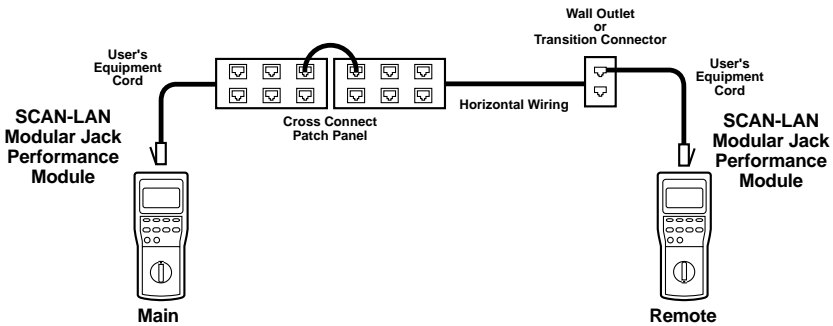 Wall Outlet
or
Transition Connector
User's
Equipment
Cord
User's
Equipment
Cord
Horizontal Wiring
Cross Connect
Patch Panel
SCAN-LAN
Modular Jack
Performance
Module
SCAN-LAN
Modular Jack
Performance
Module
Main
Remote